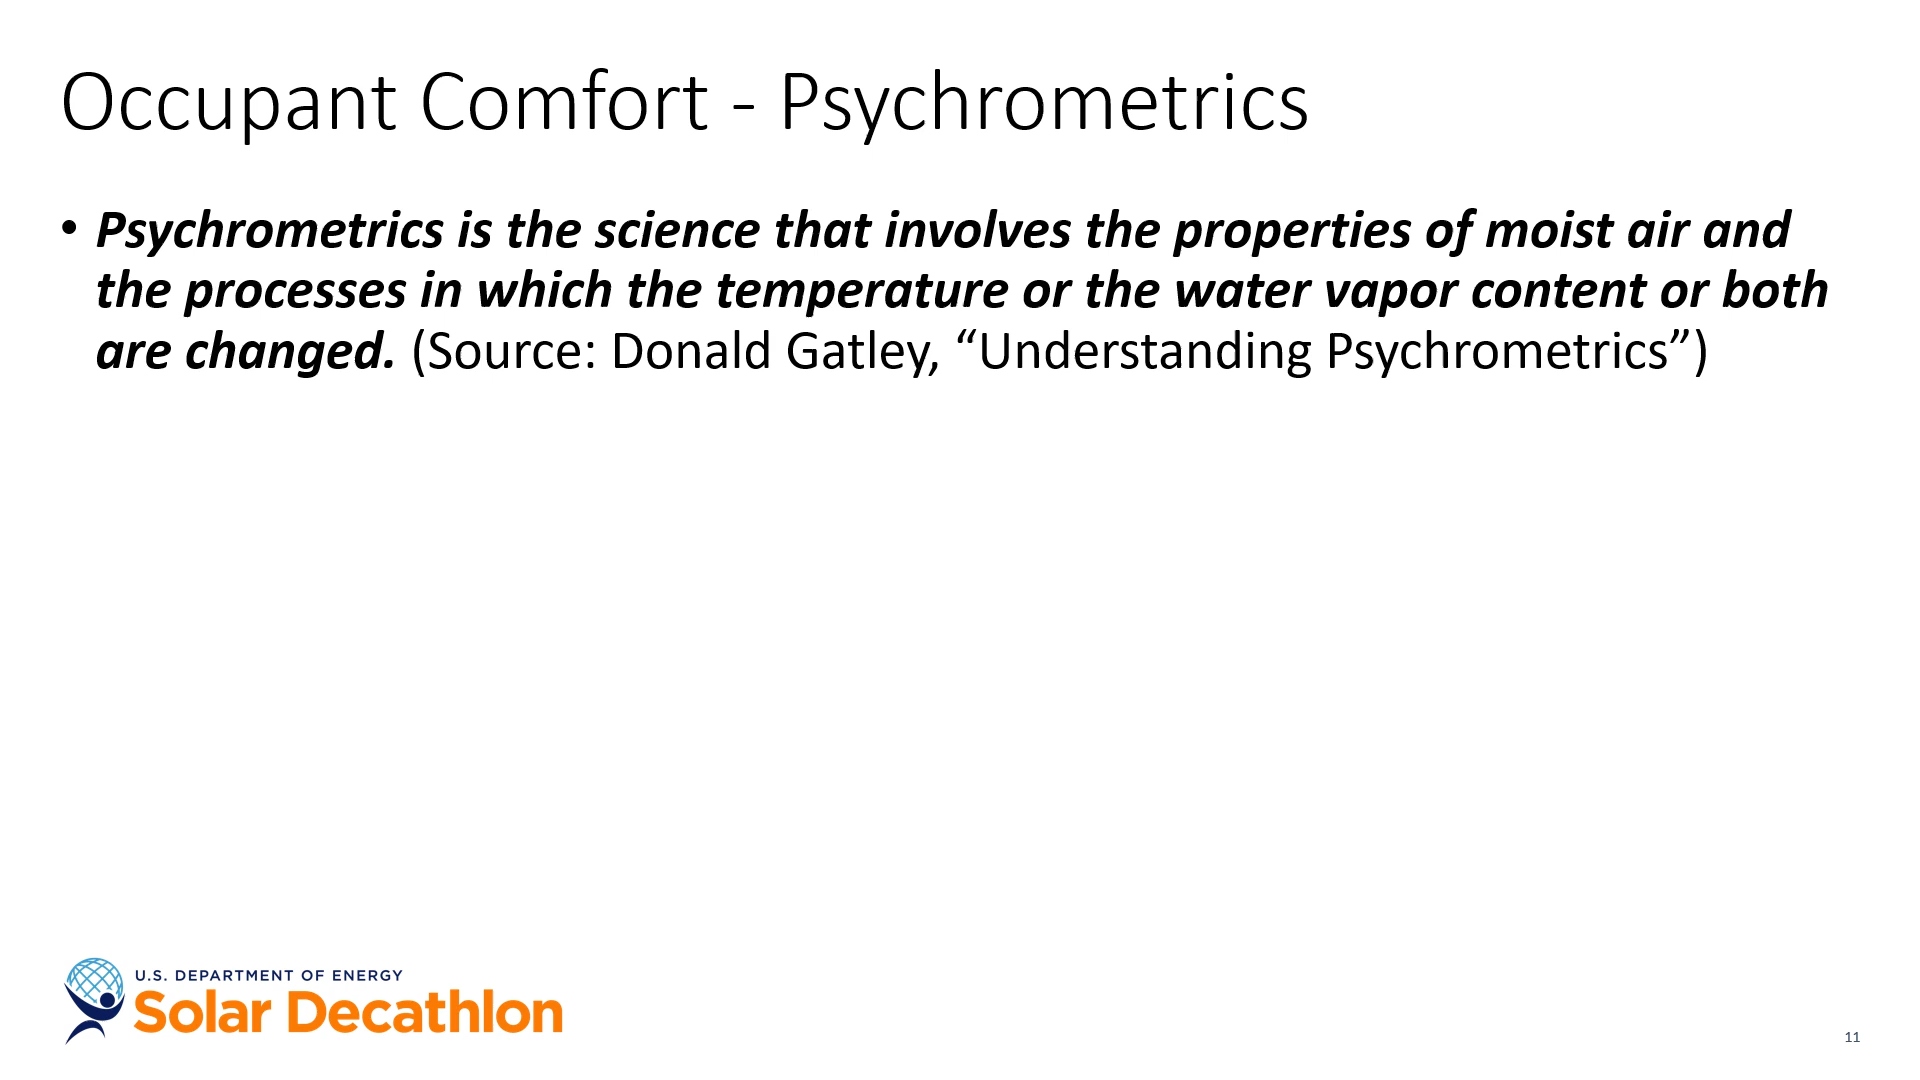 Occupant Comfort - Psychrometrics
• Psychrometrics is the science that involves the properties of moist air and
the processes in which the temperature or the water vapor content or both
are changed. (Source: Donald Gatley, “Understanding Psychrometrics”)
U.S. DEPARTMENT OF ENERGY
Solar Decathlon
11